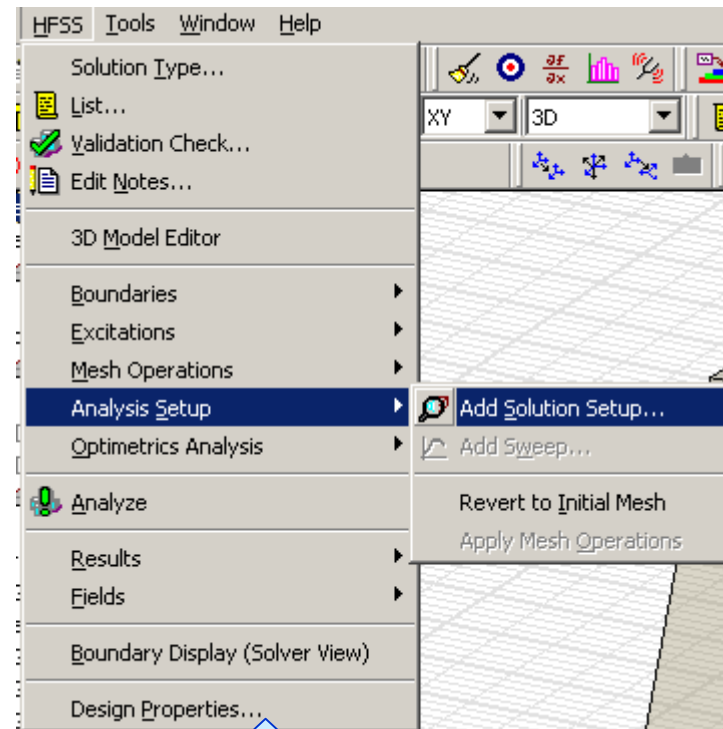 HFSS Tools Window Help
Solution Type...
List...
Validation Check...
Edit Notes...
3D Model Editor
Boundaries
Excitations
Mesh Operations
Analysis Setup
Optimetrics Analysis
Analyze
Results
Fields
Boundary Display (Solver View)
Design Properties...
∂f
∂x
XY 3D
Add Solution Setup...
Add Sweep...
Revert to Initial Mesh
Apply Mesh Operations